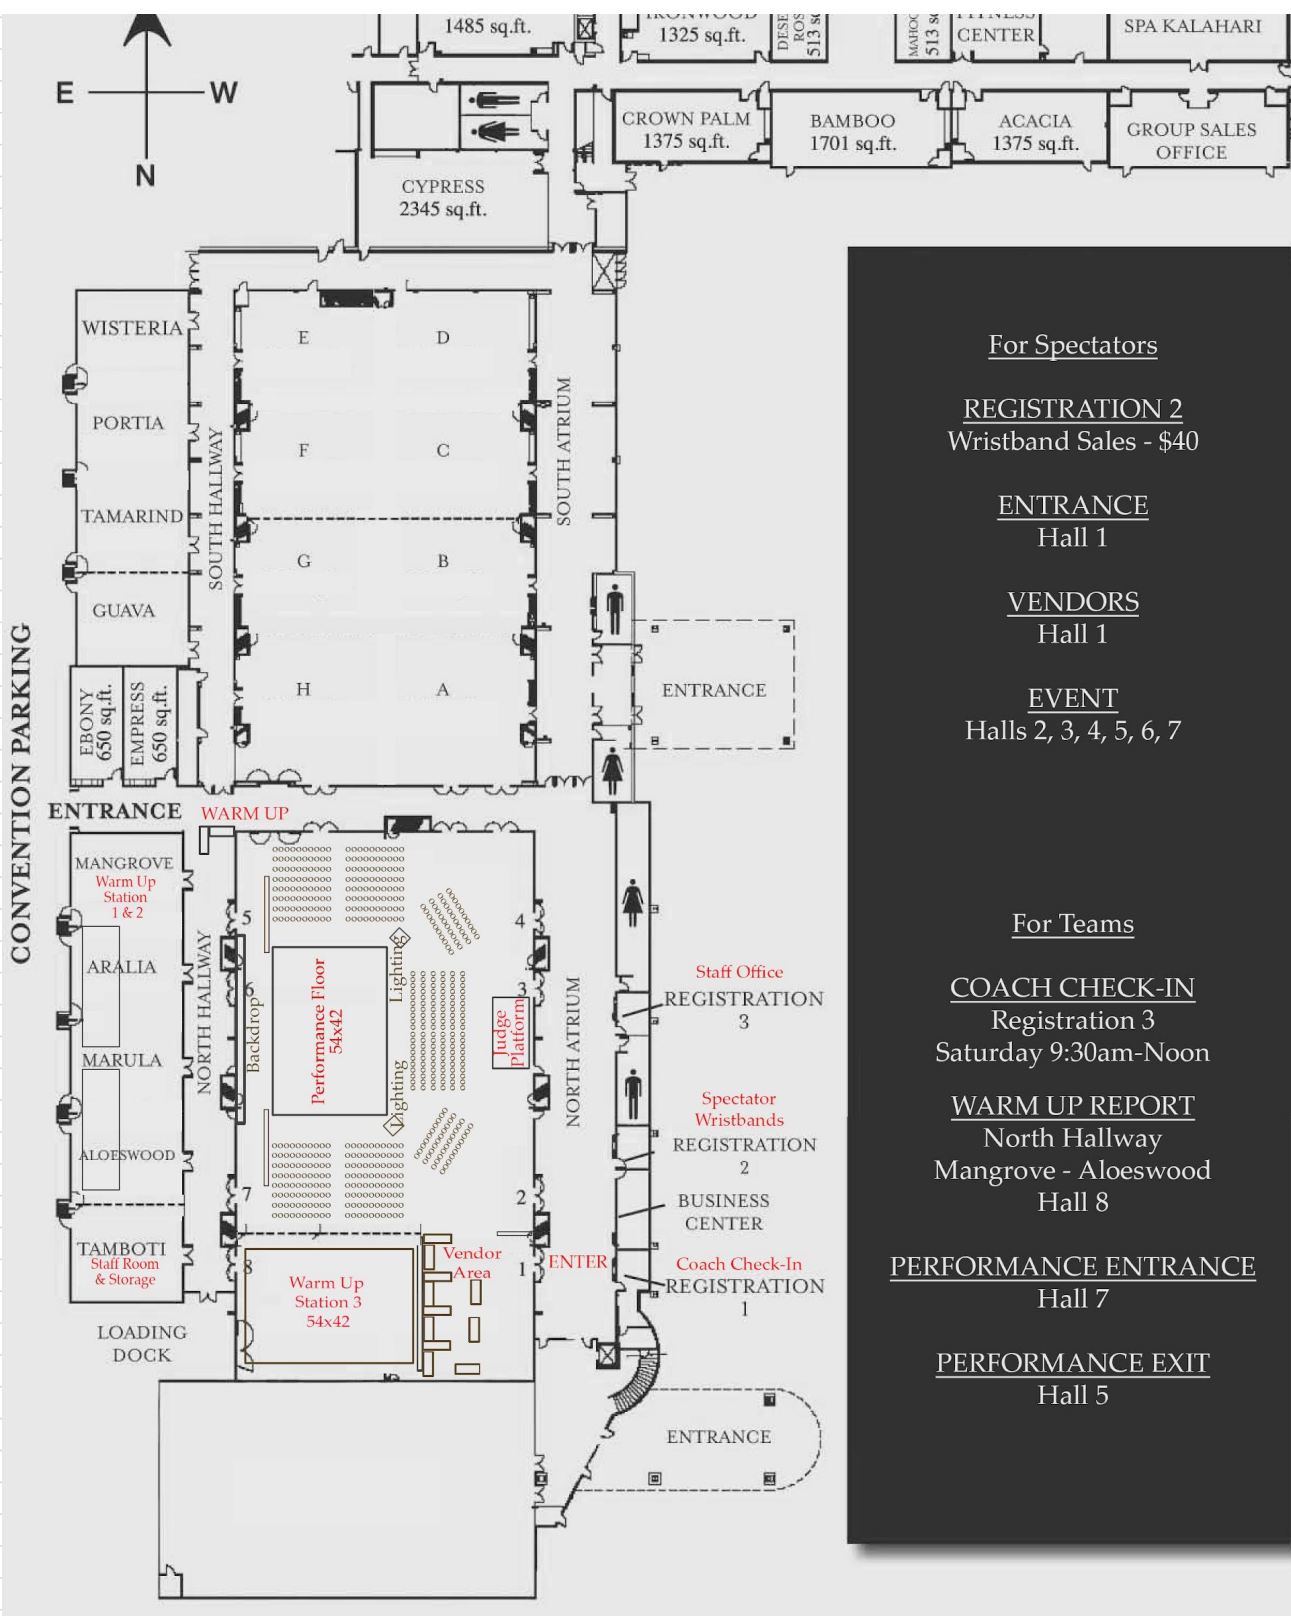 1485 sq.ft.
IRONWOOD
1325 sq.ft.
513
MAHOG
513
FITNESS
CENTER
SPA KALAHARI
E
W
N
CROWN PALM
1375 sq.ft.
BAMBOO
1701 sq.ft.
ACACIA
1375 sq.ft.
GROUP SALES
OFFICE
CYPRESS
2345 sq.ft.
WISTERIA
PORTIA
TAMARIND
GUAVA
EBONY
650 sq.ft.
EMPRESS
650 sq.ft.
SOUTH HALLWAY
E
D
F
C
G
B
H
A
SOUTH ATRIUM
ENTRANCE
CONVENTION PARKING
ENTRANCE
WARM UP
MANGROVE
Warm Up
Station
1 & 2
ARALIA
MARULA
ALOESWOOD
TAMBOTI
Staff Room
& Storage
LOADING
DOCK
NORTH HALLWAY
5
4
6
3
7
2
8
1
Backdrop
Performance Floor
54x42
Lighting
Lighting
Judge
Platform
NORTH ATRIUM
Vendor
Area
ENTER
Warm Up
Station 3
54x42
Staff Office
REGISTRATION
3
Spectator
Wristbands
REGISTRATION
2
BUSINESS
CENTER
Coach Check-In
REGISTRATION
1
ENTRANCE
For Spectators
REGISTRATION 2
Wristband Sales - $40
ENTRANCE
Hall 1
VENDORS
Hall 1
EVENT
Halls 2, 3, 4, 5, 6, 7
For Teams
COACH CHECK-IN
Registration 3
Saturday 9:30am-Noon
WARM UP REPORT
North Hallway
Mangrove - Aloeswood
Hall 8
PERFORMANCE ENTRANCE
Hall 7
PERFORMANCE EXIT
Hall 5